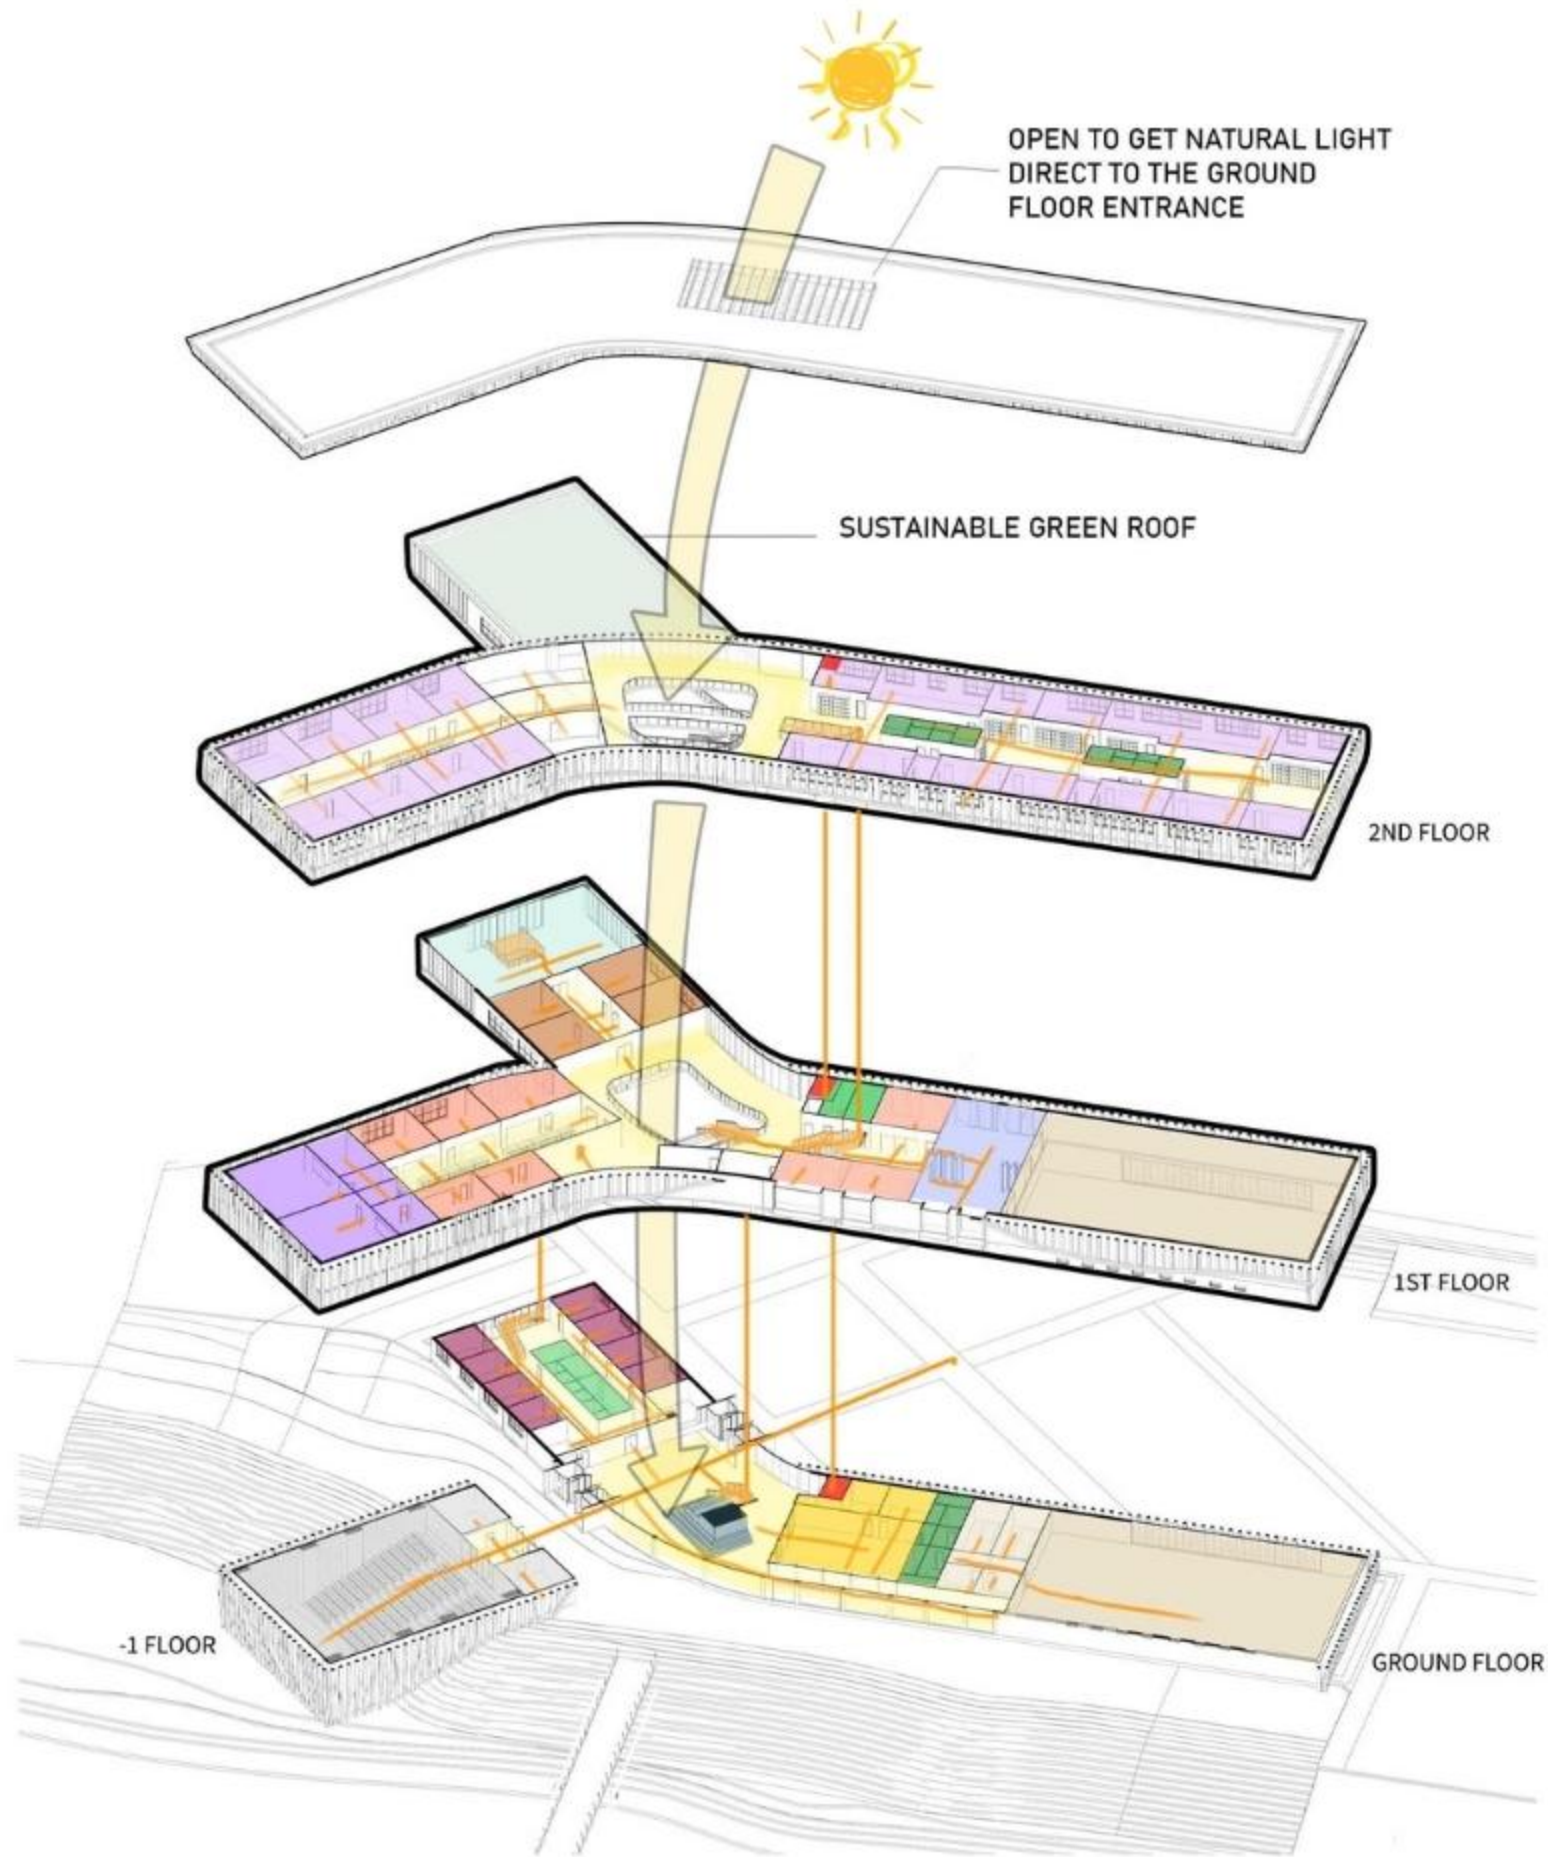 OPEN TO GET NATURAL LIGHT
DIRECT TO THE GROUND
FLOOR ENTRANCE
SUSTAINABLE GREEN ROOF
2ND FLOOR
1ST FLOOR
-1 FLOOR
GROUND FLOOR